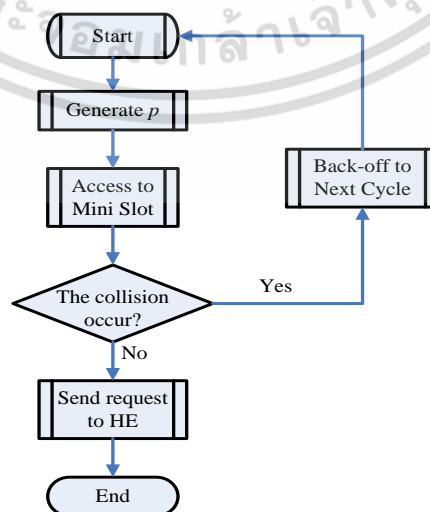 Start
Generate p
Access to
Mini Slot
Back-off to
Next Cycle
The collision
occur?
Yes
No
Send request
to HE
End